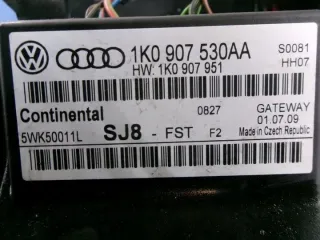 1K0 907 530AA S0081
HW: 1K0 907 951 HH07
Continental 0827 GATEWAY
01.07.09
5WK50011L SJ8 - FST F2 Made in Czech Republic